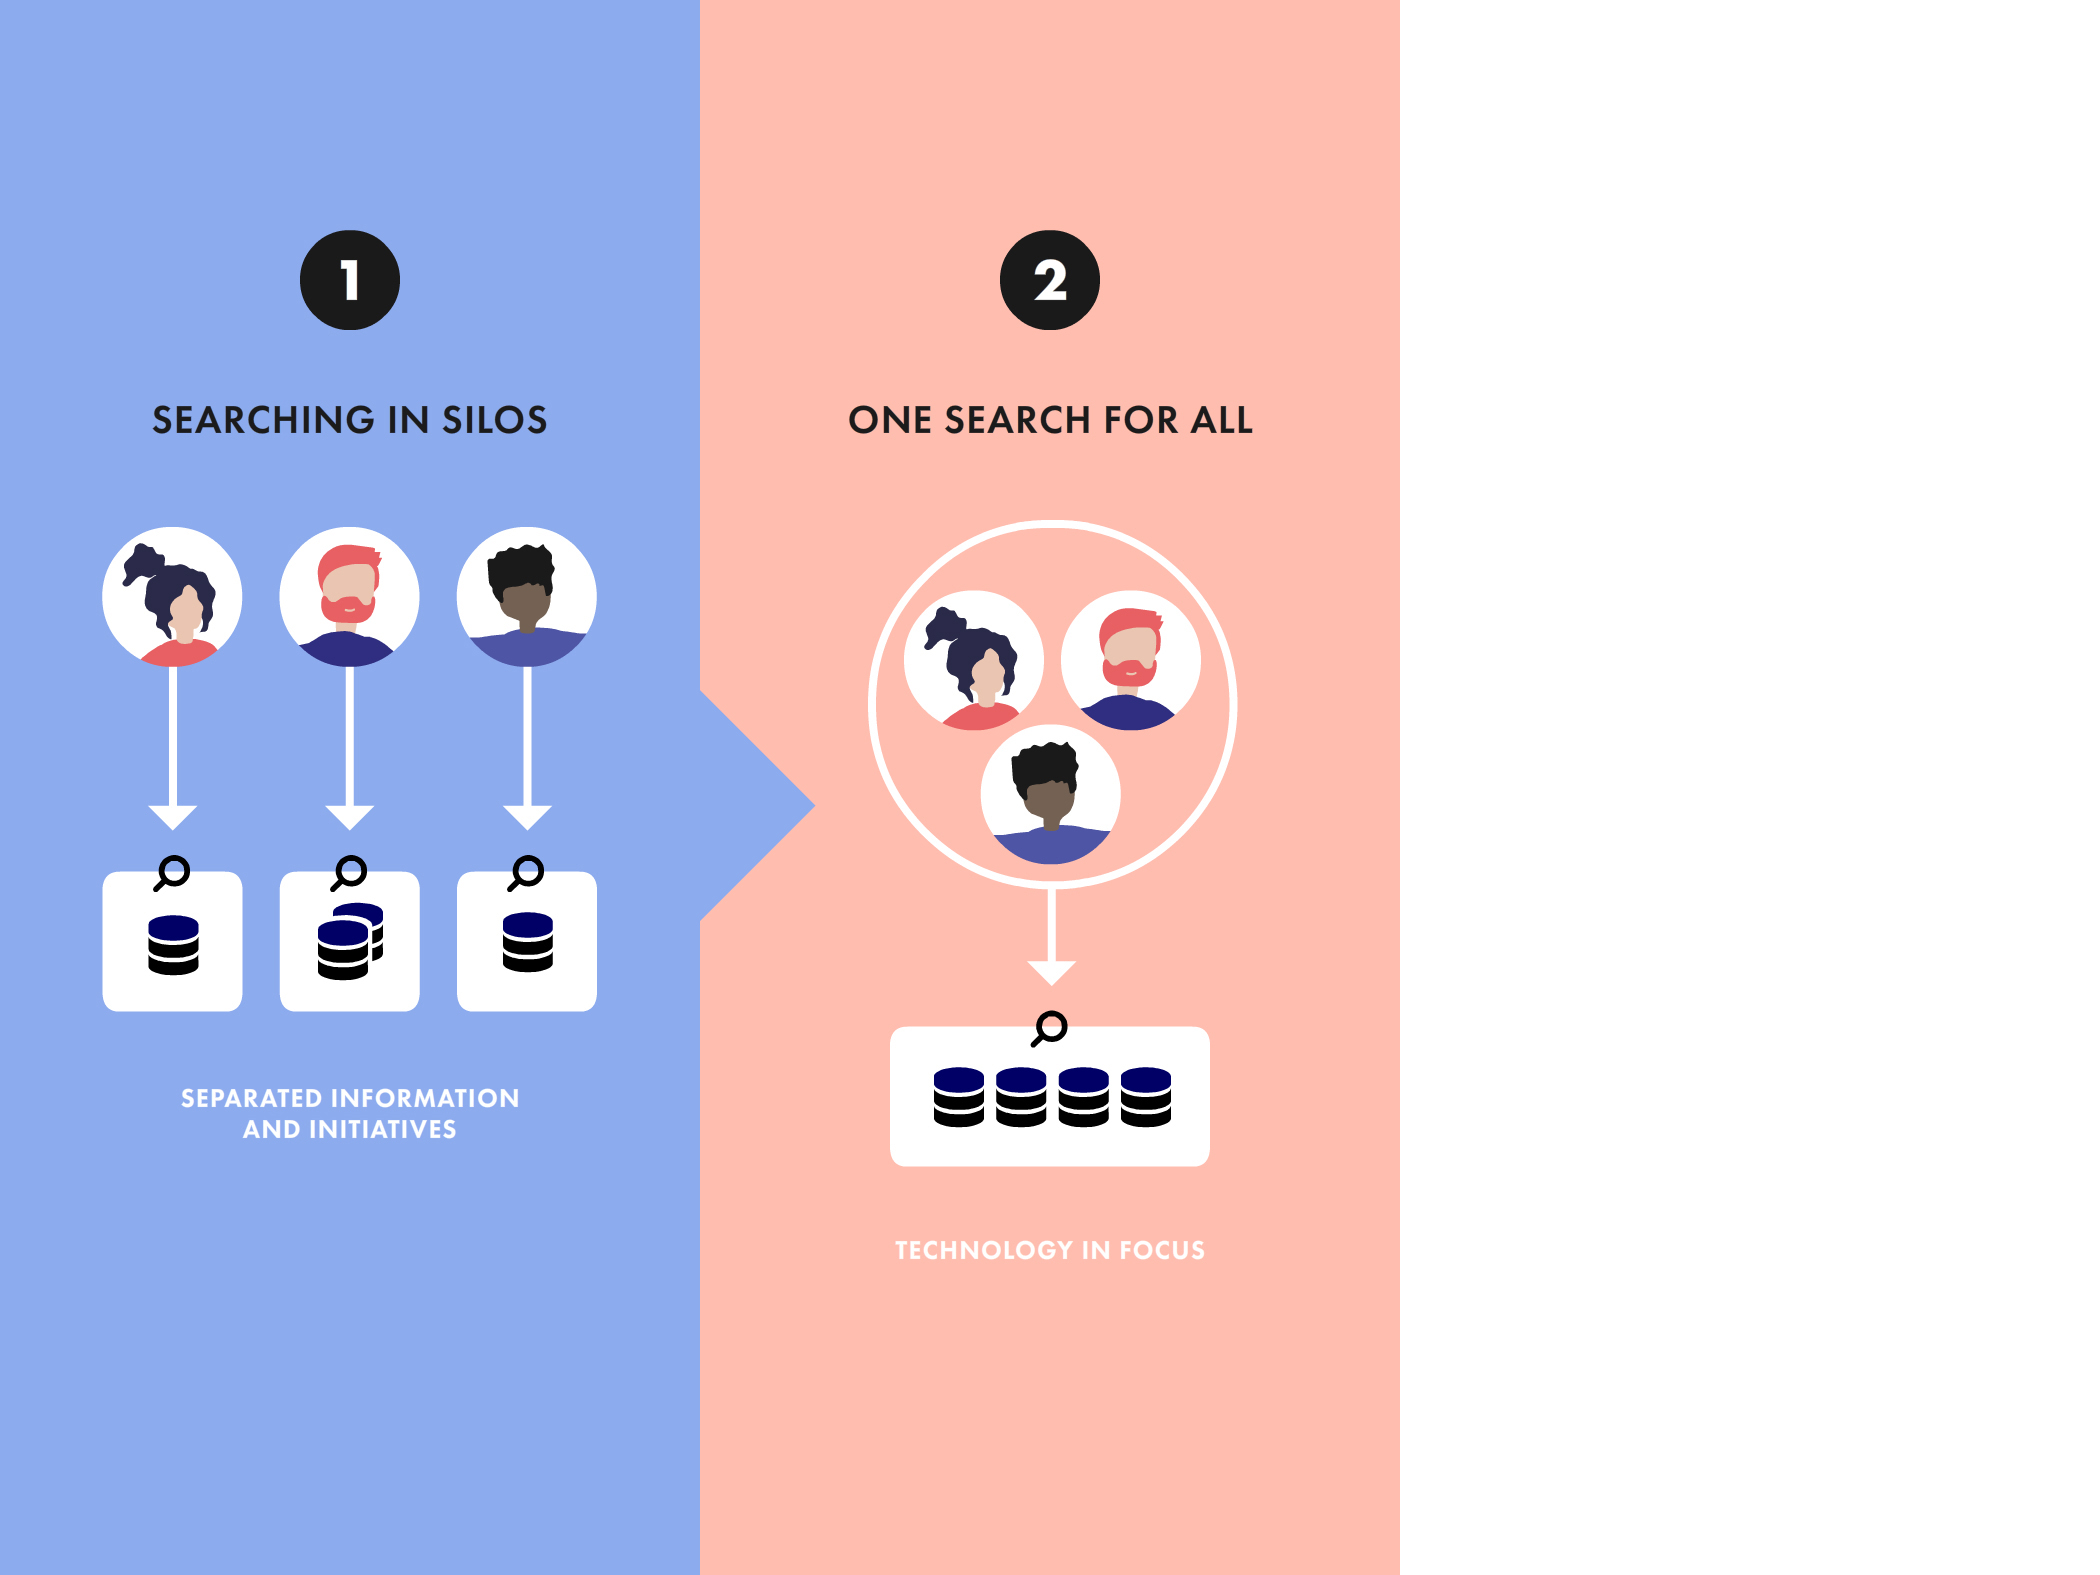 1
SEARCHING IN SILOS
SEPARATED INFORMATION
AND INITIATIVES
2
ONE SEARCH FOR ALL
TECHNOLOGY IN FOCUS